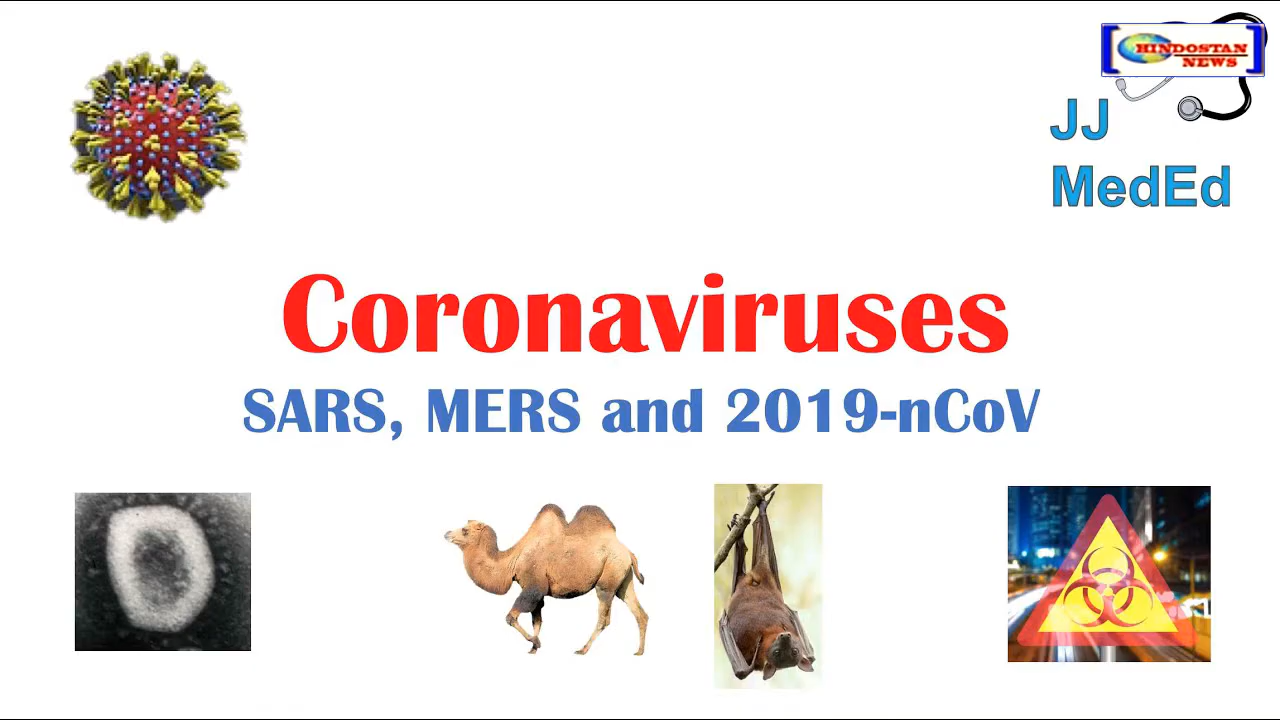 HINDOSTAN
NEWS
JJ
MedEd
Coronaviruses
SARS, MERS and 2019-nCoV